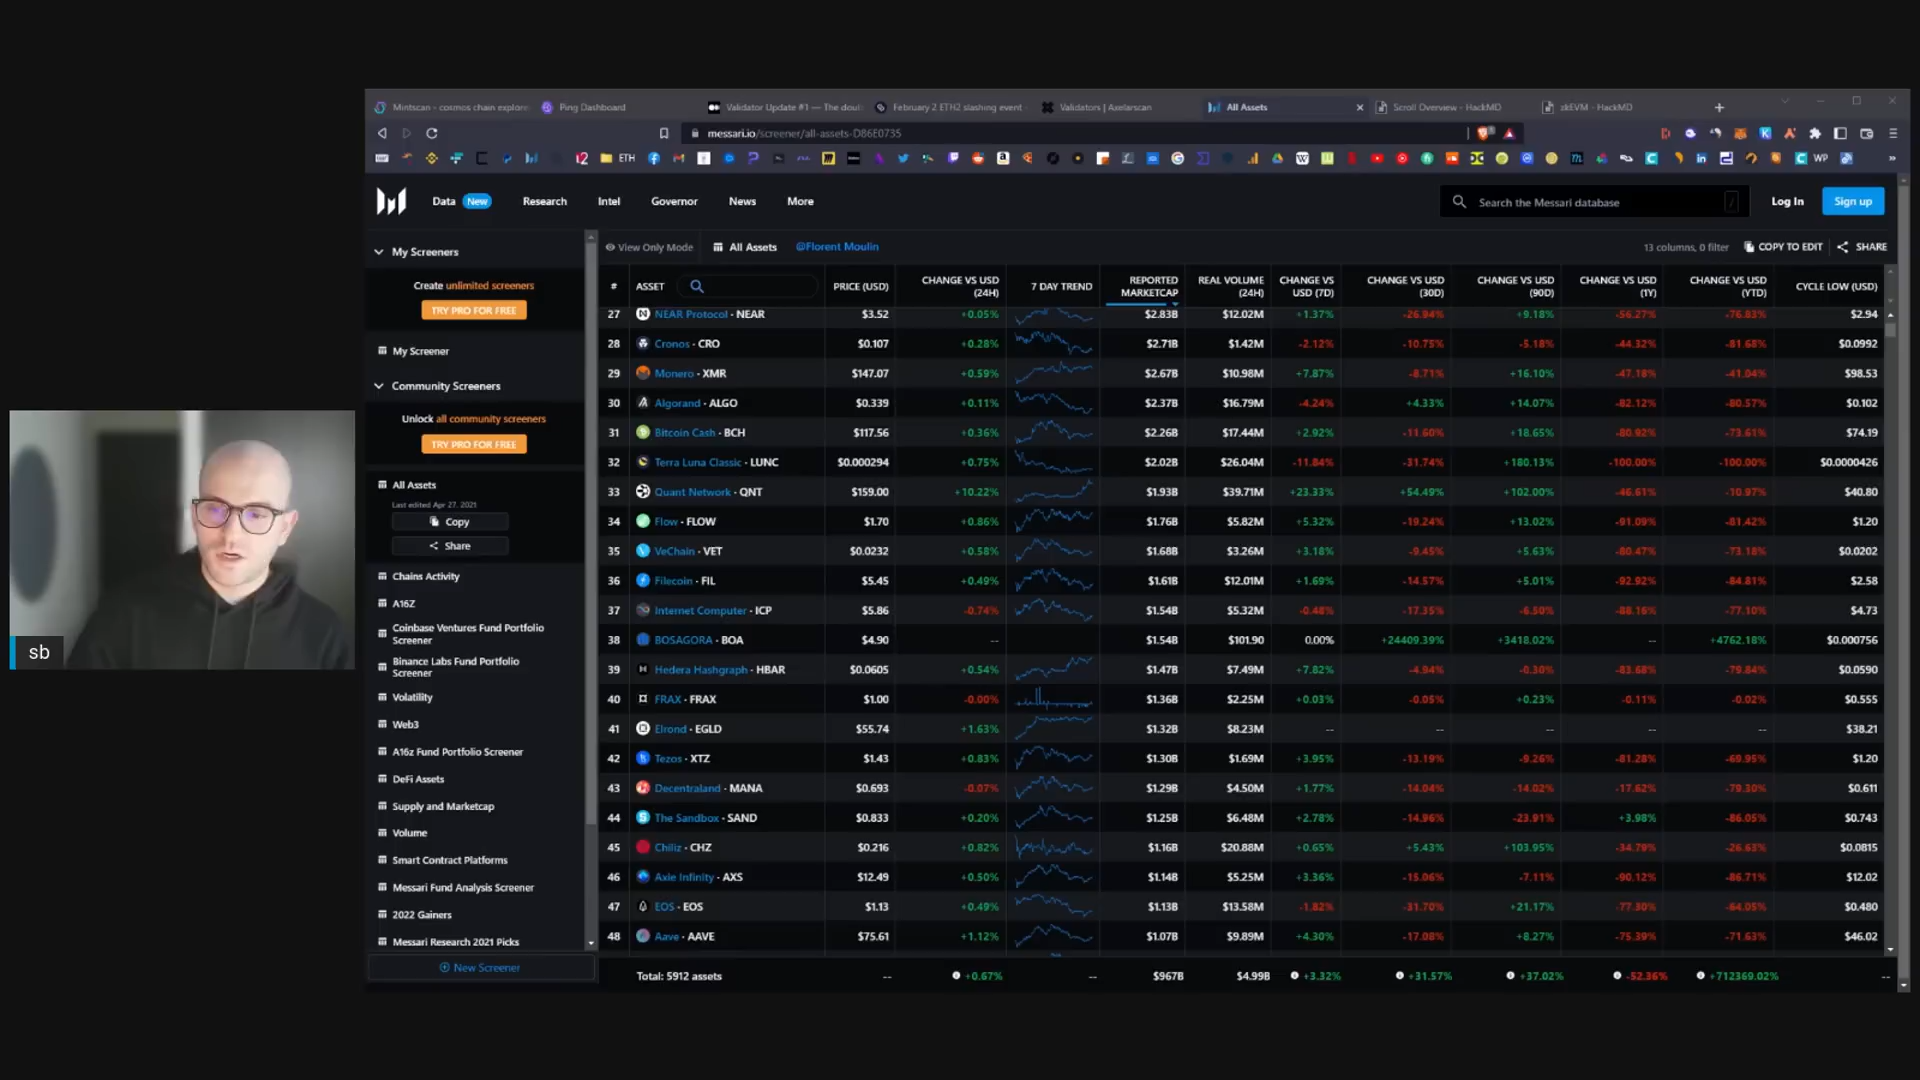 Mintscan - cosmos chain explore
Ping Dashboard
Validator Update #1 — The dou
February 2 ETH2 slashing event -
Validators | Axelarscan
All Assets
Scroll Overview - HackMD
zkEVM - HackMD
messari.io/screener/all-assets-D86E0735
ETH
WP
Data New
Research
Intel
Governor
News
More
Search the Messari database /
Log In
Sign up
My Screeners
Create unlimited screeners
TRY PRO FOR FREE
My Screener
Community Screeners
Unlock all community screeners
TRY PRO FOR FREE
All Assets
Last edited Apr 27, 2021
Copy
Share
Chains Activity
A16Z
Coinbase Ventures Fund Portfolio
Screener
Binance Labs Fund Portfolio
Screener
Volatility
Web3
A16z Fund Portfolio Screener
DeFi Assets
Supply and Marketcap
Volume
Smart Contract Platforms
Messari Fund Analysis Screener
2022 Gainers
Messari Research 2021 Picks
New Screener
View Only Mode
All Assets
@Florent Moulin
13 columns, 0 filter
COPY TO EDIT
SHARE
# ASSET PRICE (USD) CHANGE VS USD (24H) 7 DAY TREND REPORTED MARKETCAP REAL VOLUME (24H) CHANGE VS USD (7D) CHANGE VS USD (30D) CHANGE VS USD (90D) CHANGE VS USD (1Y) CHANGE VS USD (YTD) CYCLE LOW (USD)
27 NEAR Protocol · NEAR $3.52 +0.05% $2.83B $12.02M +1.37% -26.94% +9.18% -56.27% -76.83% $2.94
28 Cronos · CRO $0.107 +0.28% $2.71B $1.42M -2.12% -10.75% -5.18% -44.32% -81.68% $0.0992
29 Monero · XMR $147.07 +0.59% $2.67B $10.98M +7.87% -8.71% +16.10% -47.18% -41.04% $98.53
30 Algorand · ALGO $0.339 +0.11% $2.37B $16.79M -4.24% +4.33% +14.07% -82.12% -80.57% $0.102
31 Bitcoin Cash · BCH $117.56 +0.36% $2.26B $17.44M +2.92% -11.60% +18.65% -80.92% -73.61% $74.19
32 Terra Luna Classic · LUNC $0.000294 +0.75% $2.02B $26.04M -11.84% -31.74% +180.13% -100.00% -100.00% $0.0000426
33 Quant Network · QNT $159.00 +10.22% $1.93B $39.71M +23.33% +54.49% +102.00% -46.61% -10.97% $40.80
34 Flow · FLOW $1.70 +0.86% $1.76B $5.82M +5.32% -19.24% +13.02% -91.09% -81.42% $1.20
35 VeChain · VET $0.0232 +0.58% $1.68B $3.26M +3.18% -9.45% +5.63% -80.47% -73.18% $0.0202
36 Filecoin · FIL $5.45 +0.49% $1.61B $12.01M +1.69% -14.57% +5.01% -92.92% -84.81% $2.58
37 Internet Computer · ICP $5.86 -0.74% $1.54B $5.32M -0.48% -17.35% -6.50% -88.16% -77.10% $4.73
38 BOSAGORA · BOA $4.90 -- $1.54B $101.90 0.00% +24409.39% +3418.02% -- +4762.18% $0.000756
39 Hedera Hashgraph · HBAR $0.0605 +0.54% $1.47B $7.49M +7.82% -4.94% -0.30% -83.68% -79.84% $0.0590
40 FRAX · FRAX $1.00 -0.00% $1.36B $2.25M +0.03% -0.05% +0.23% -0.11% -0.02% $0.555
41 Elrond · EGLD $55.74 +1.63% $1.32B $8.23M -- -- -- -- -- $38.21
42 Tezos · XTZ $1.43 +0.83% $1.30B $1.69M +3.95% -13.19% -9.26% -81.28% -69.95% $1.20
43 Decentraland · MANA $0.693 -0.07% $1.29B $4.50M +1.77% -14.04% -14.02% -17.62% -79.30% $0.611
44 The Sandbox · SAND $0.833 +0.20% $1.25B $6.48M +2.78% -14.96% -23.91% +3.98% -86.05% $0.743
45 Chiliz · CHZ $0.216 +0.82% $1.16B $20.88M +0.65% +5.43% +103.95% -34.79% -26.63% $0.0815
46 Axie Infinity · AXS $12.49 +0.50% $1.14B $5.25M +3.36% -15.06% -7.11% -90.12% -86.71% $12.02
47 EOS · EOS $1.13 +0.49% $1.13B $13.58M -1.82% -31.70% +21.17% -77.30% -64.05% $0.480
48 Aave · AAVE $75.61 +1.12% $1.07B $9.89M +4.30% -17.08% +8.27% -75.39% -71.63% $46.02
Total: 5912 assets -- +0.67% -- $967B $4.99B +3.32% +31.57% +37.02% -52.36% +712369.02% --
sb